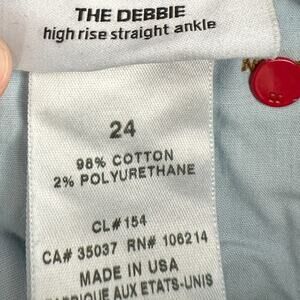 THE DEBBIE
high rise straight ankle
24
98% COTTON
2% POLYURETHANE
CL# 154
CA# 35037 RN# 106214
MADE IN USA
FABRIQUE AUX ETATS-UNIS